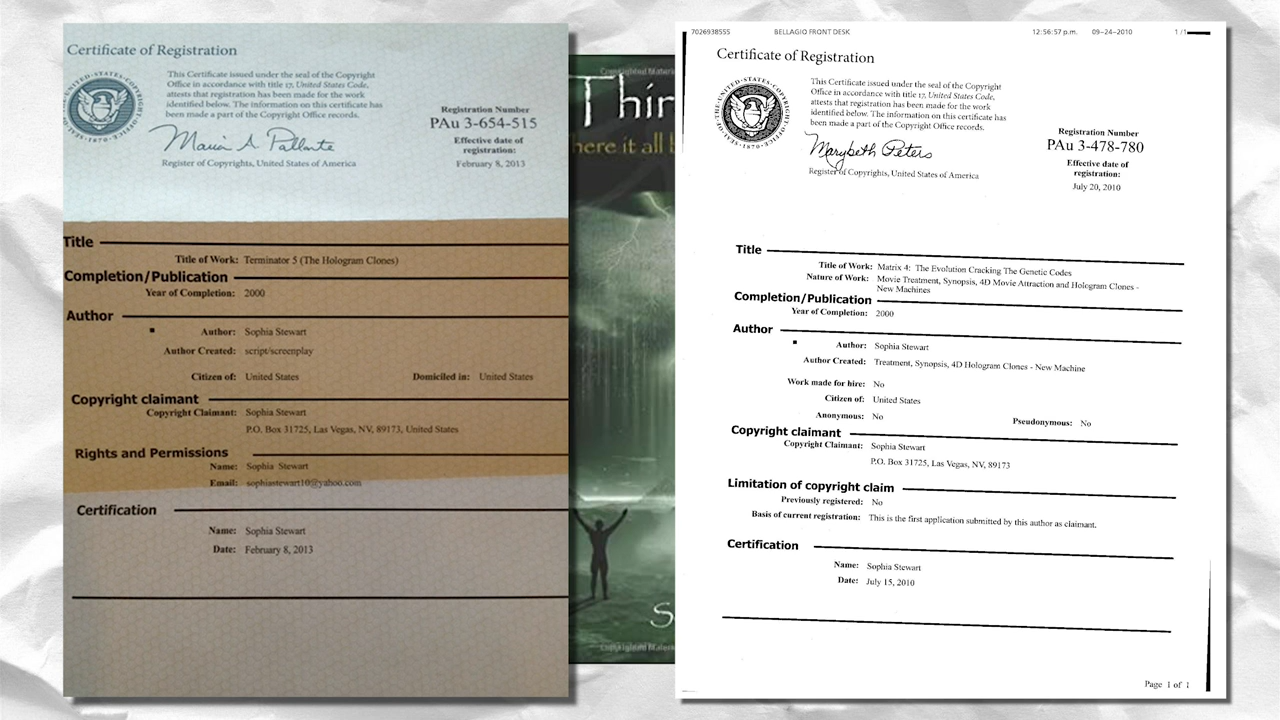 Certificate of Registration
This Certificate issued under the seal of the Copyright
Office in accordance with title 17, United States Code,
attests that registration has been made for the work
identified below. The information on this certificate has
been made a part of the Copyright Office records.
Maria A. Pallante
Register of Copyrights, United States of America
Registration Number
PAu 3-654-515
Effective date of
registration:
February 8, 2013
Title
Title of Work: Terminator 5 (The Hologram Clones)
Completion/Publication
Year of Completion: 2000
Author
Author: Sophia Stewart
Author Created: script/screenplay
Citizen of: United States Domiciled in: United States
Copyright claimant
Copyright Claimant: Sophia Stewart
P.O. Box 31725, Las Vegas, NV, 89173, United States
Rights and Permissions
Name: Sophia Stewart
Email: sophiastewart10@yahoo.com
Certification
Name: Sophia Stewart
Date: February 8, 2013
Copyrighted Mater
Thir
here it all b
S
Copyrighted Mater
7026938555 BELLAGIO FRONT DESK 12:56:57 p.m. 09-24-2010 1/1
Certificate of Registration
This Certificate issued under the seal of the Copyright
Office in accordance with title 17, United States Code,
attests that registration has been made for the work
identified below. The information on this certificate has
been made a part of the Copyright Office records.
Marybeth Peters
Register of Copyrights, United States of America
Registration Number
PAu 3-478-780
Effective date of
registration:
July 20, 2010
Title
Title of Work: Matrix 4: The Evolution Cracking The Genetic Codes
Nature of Work: Movie Treatment, Synopsis, 4D Movie Attraction and Hologram Clones -
New Machines
Completion/Publication
Year of Completion: 2000
Author
Author: Sophia Stewart
Author Created: Treatment, Synopsis, 4D Hologram Clones - New Machine
Work made for hire: No
Citizen of: United States
Anonymous: No Pseudonymous: No
Copyright claimant
Copyright Claimant: Sophia Stewart
P.O. Box 31725, Las Vegas, NV, 89173
Limitation of copyright claim
Previously registered: No
Basis of current registration: This is the first application submitted by this author as claimant.
Certification
Name: Sophia Stewart
Date: July 15, 2010
Page 1 of 1